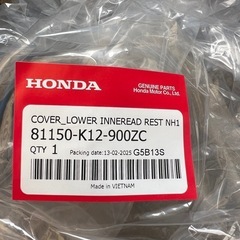 HONDA
GENUINE PARTS
Honda Motor Co., Ltd.
COVER_LOWER INNEREAD REST NH1
81150-K12-900ZC
QTY 1 Packing date:13-02-2025 G5B13S
Made in VIETNAM